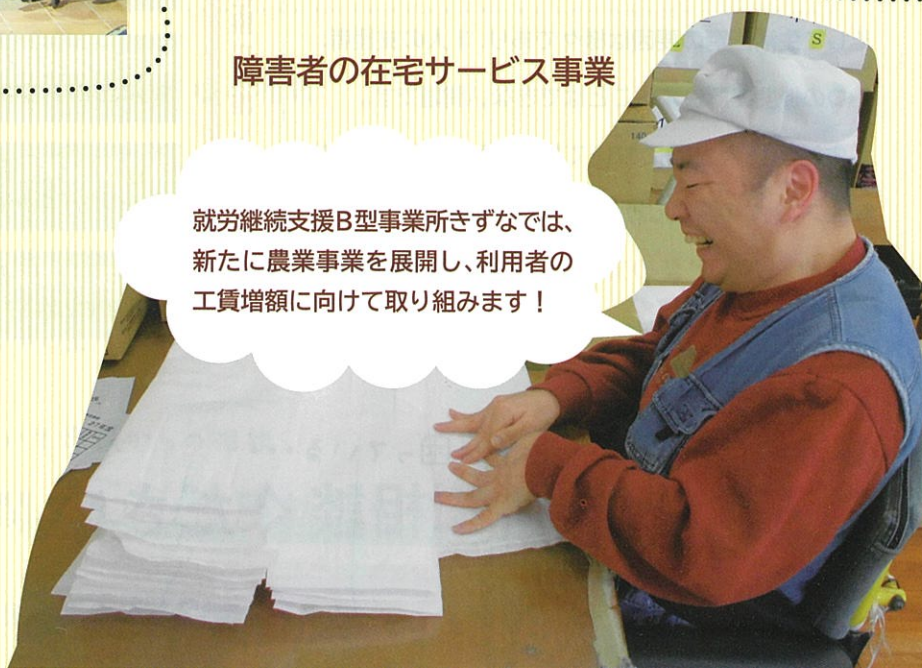 障害者の在宅サービス事業
就労継続支援B型事業所きずなでは、
新たに農業事業を展開し、利用者の
工賃増額に向けて取り組みます！
S